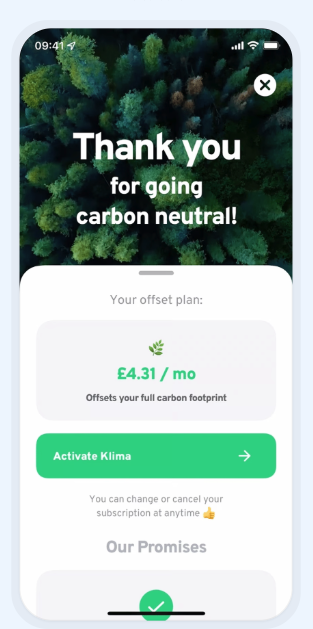 09:41
Thank you
for going
carbon neutral!
Your offset plan:
£4.31 / mo
Offsets your full carbon footprint
Activate Klima
You can change or cancel your
subscription at anytime 👍
Our Promises